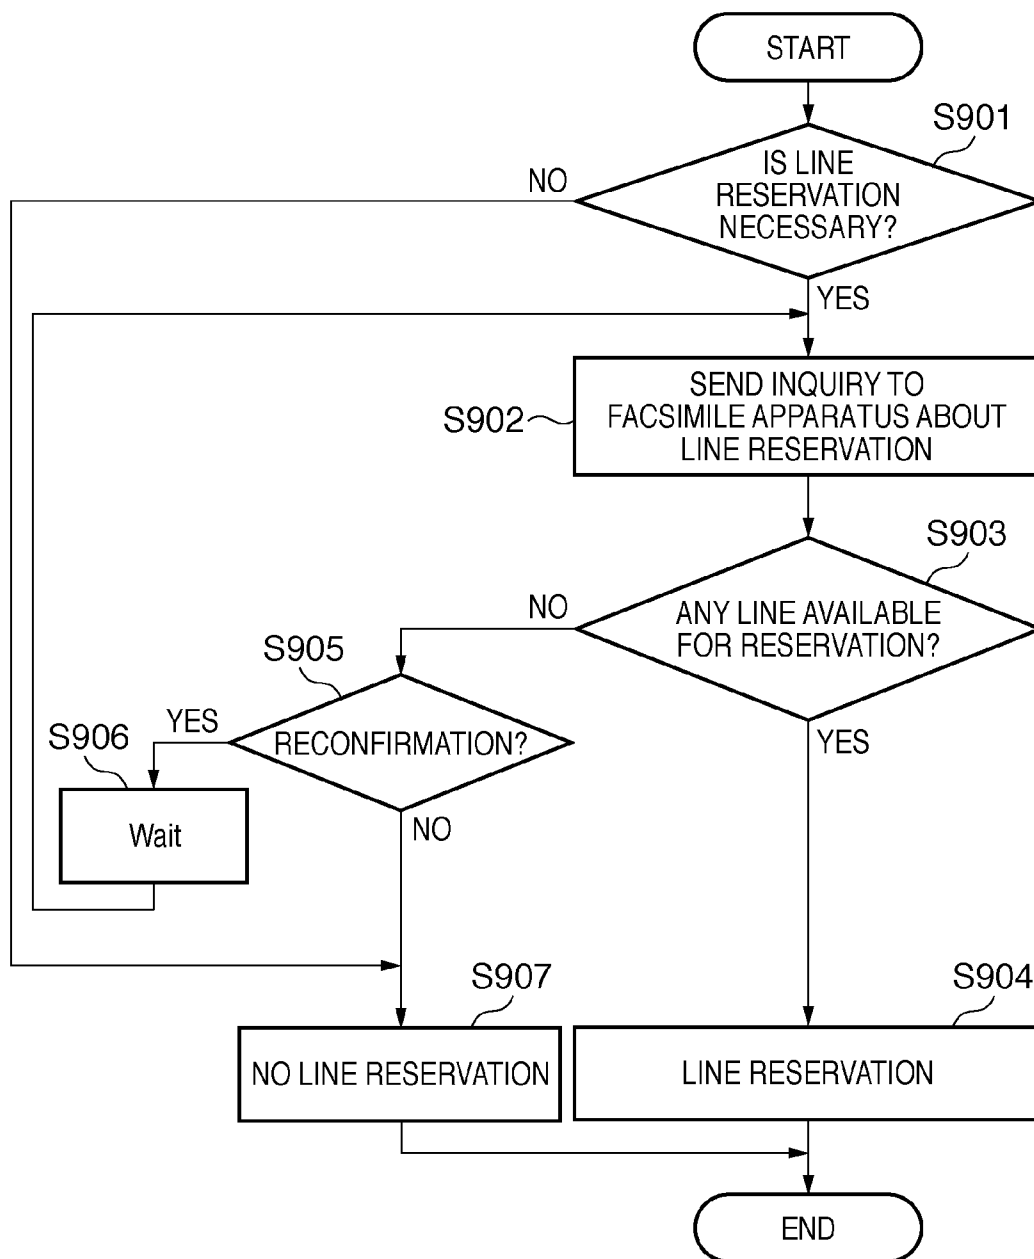 START
S901
IS LINE
RESERVATION
NECESSARY?
NO
YES
S902
SEND INQUIRY TO
FACSIMILE APPARATUS ABOUT
LINE RESERVATION
S903
ANY LINE AVAILABLE
FOR RESERVATION?
NO
YES
S905
RECONFIRMATION?
YES
NO
S906
Wait
S907
NO LINE RESERVATION
S904
LINE RESERVATION
END